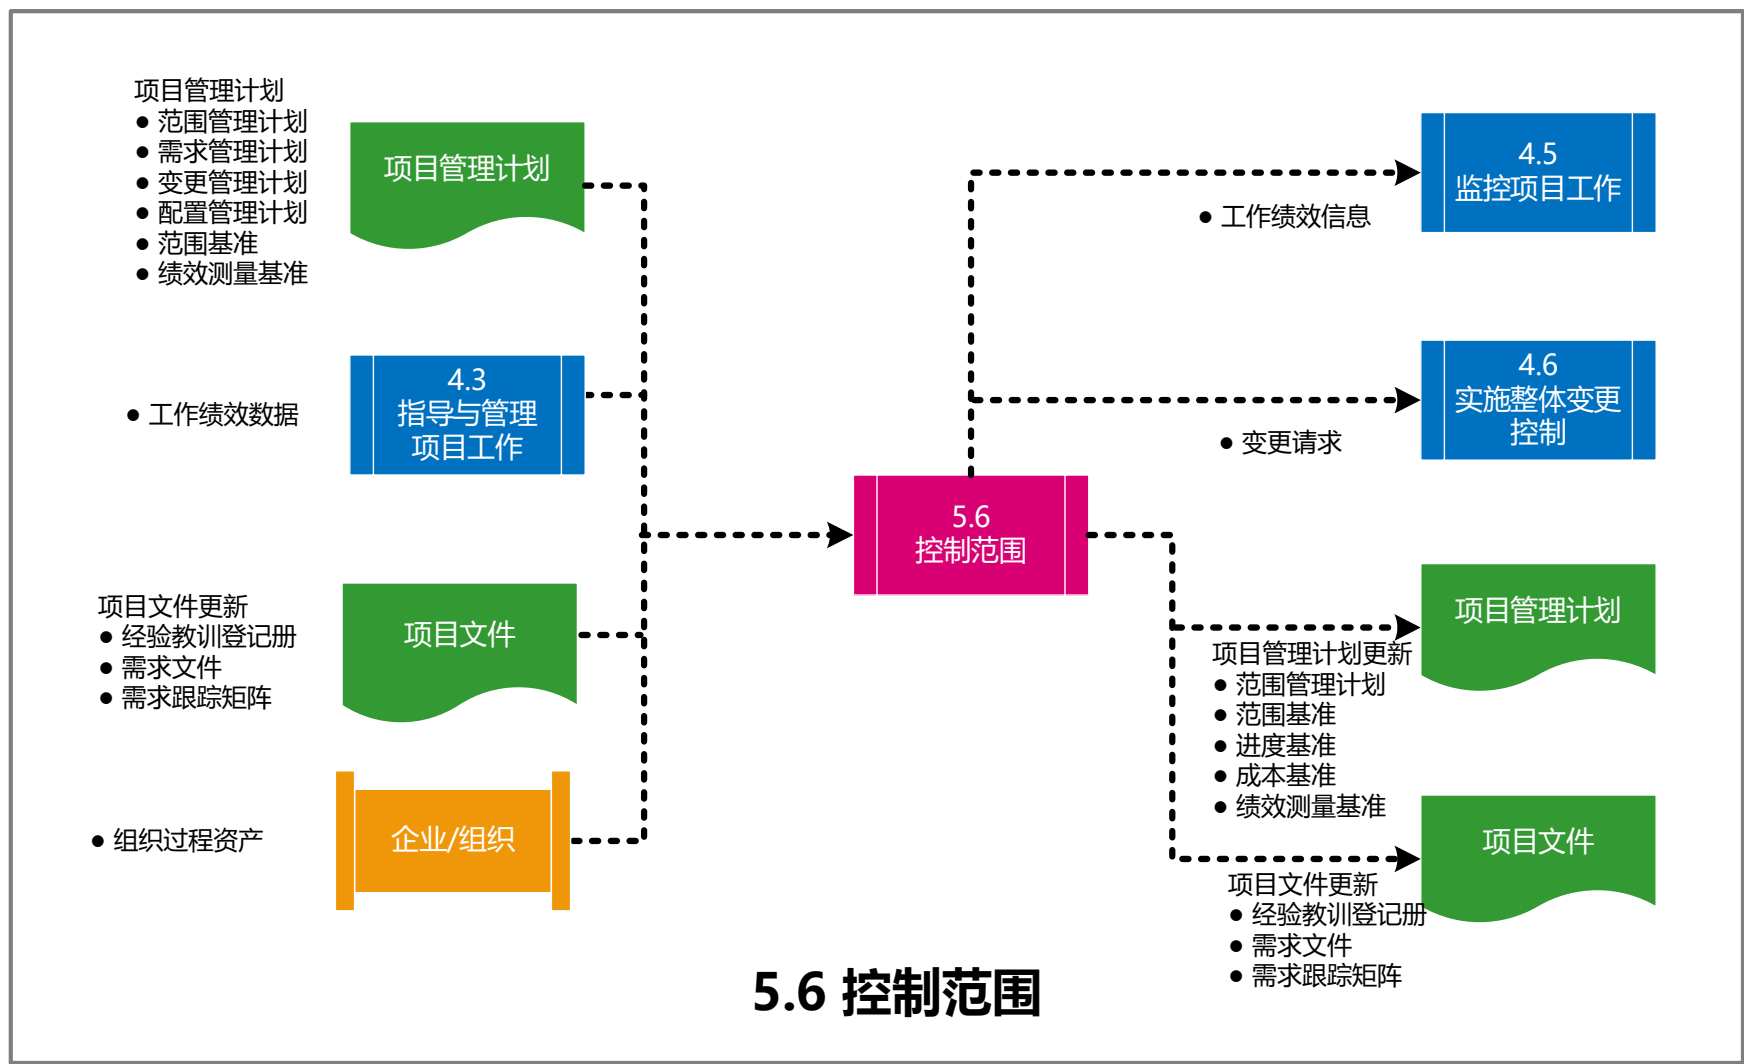 项目管理计划
● 范围管理计划
● 需求管理计划
● 变更管理计划
● 配置管理计划
● 范围基准
● 绩效测量基准
项目管理计划
● 工作绩效数据
4.3
指导与管理
项目工作
项目文件更新
● 经验教训登记册
● 需求文件
● 需求跟踪矩阵
项目文件
● 组织过程资产
企业/组织
5.6
控制范围
4.5
监控项目工作
● 工作绩效信息
4.6
实施整体变更
控制
● 变更请求
项目管理计划
项目管理计划更新
● 范围管理计划
● 范围基准
● 进度基准
● 成本基准
● 绩效测量基准
项目文件
项目文件更新
● 经验教训登记册
● 需求文件
● 需求跟踪矩阵
5.6 控制范围